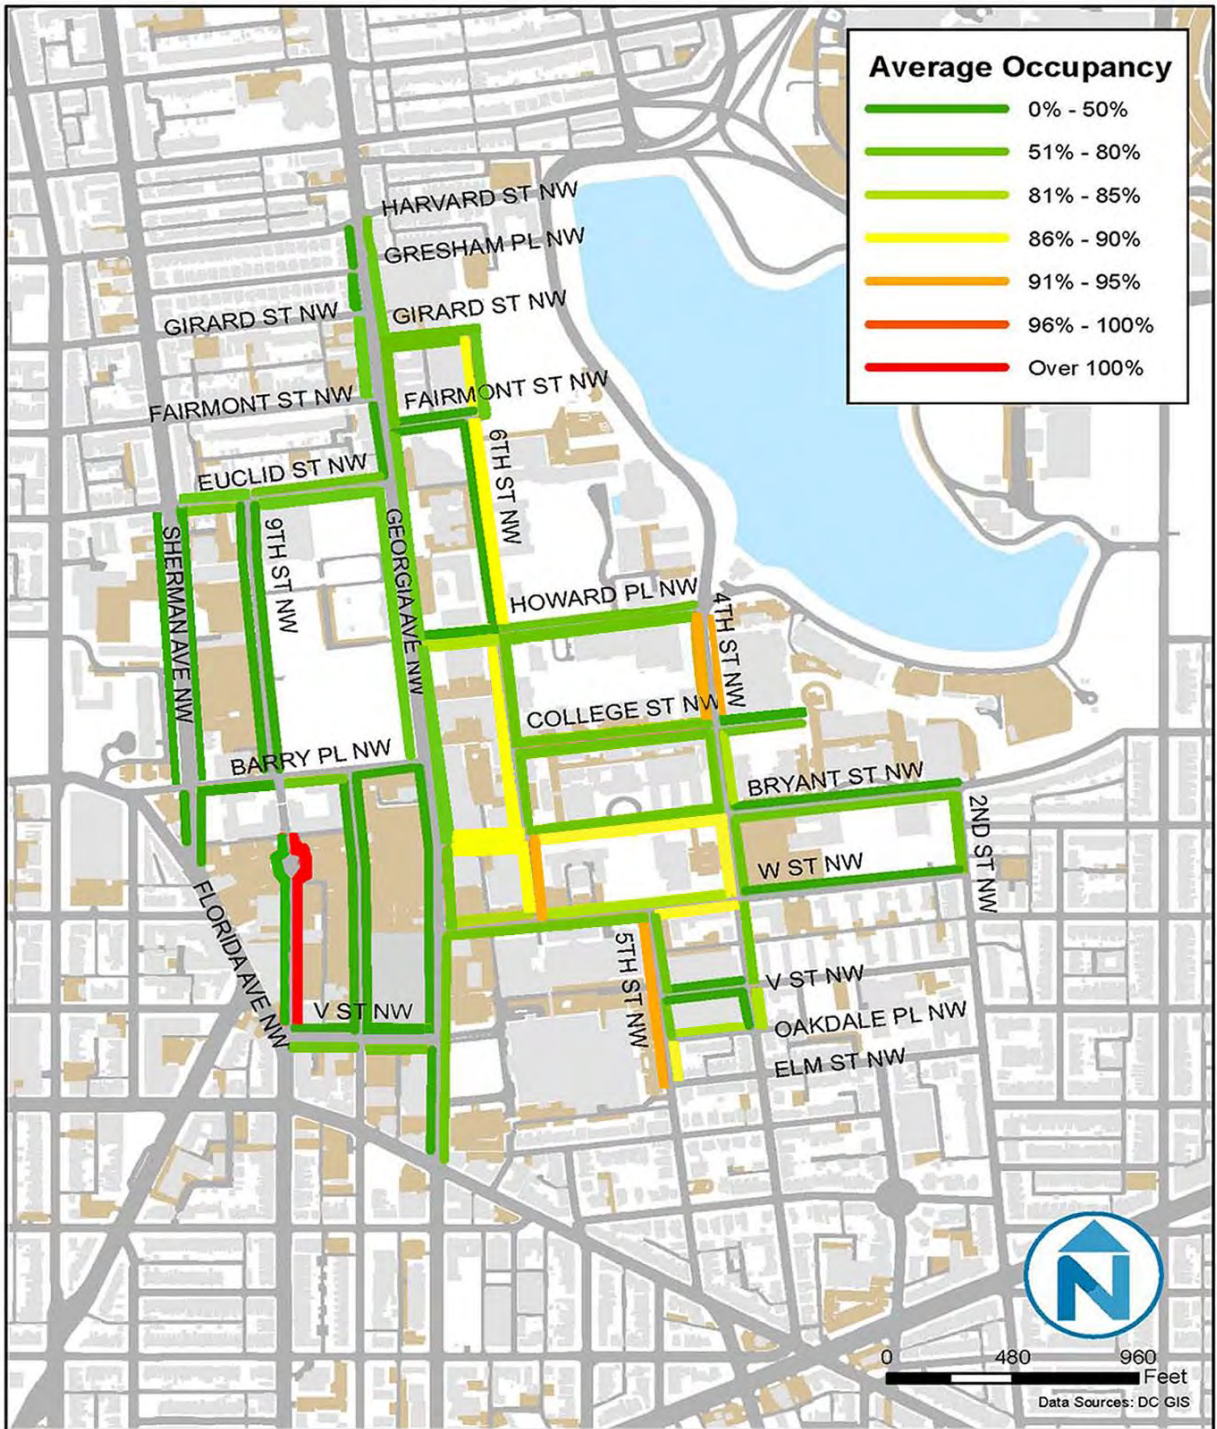 Average Occupancy
0% - 50%
51% - 80%
81% - 85%
86% - 90%
91% - 95%
96% - 100%
Over 100%
HARVARD ST NW
GRESHAM PL NW
GIRARD ST NW
GIRARD ST NW
FAIRMONT ST NW
FAIRMONT ST NW
6TH ST NW
EUCLID ST NW
SHERMAN AVE NW
9TH ST NW
GEORGIA AVE NW
HOWARD PL NW
4TH ST NW
COLLEGE ST NW
BARRY PL NW
BRYANT ST NW
2ND ST NW
W ST NW
FLORIDA AVE NW
5TH ST NW
V ST NW
V ST NW
OAKDALE PL NW
ELM ST NW
N
0 480 960
Feet
Data Sources: DC GIS